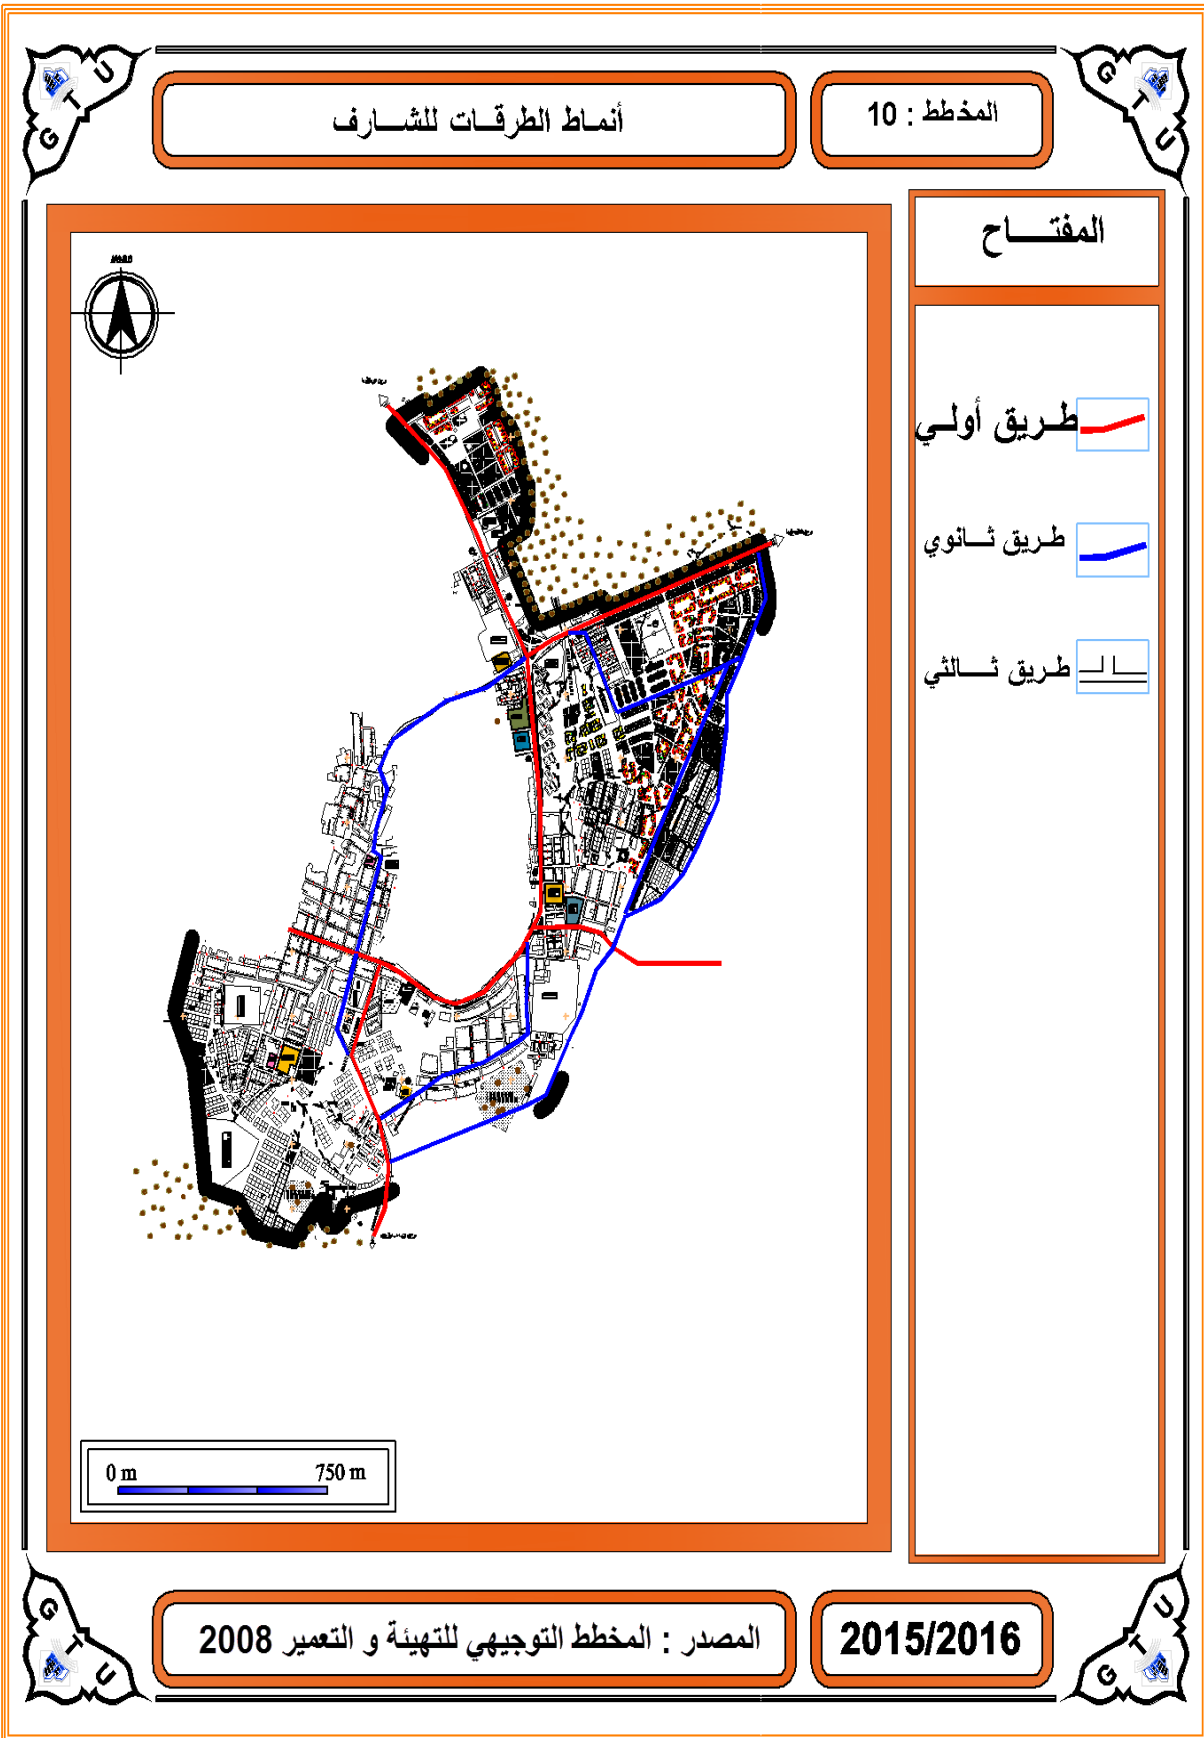 المخطط : 10
أنماط الطرقات للشارف
المفتاح
طريق أولي
طريق ثانوي
طريق ثالثي
0 m 750 m
المصدر : المخطط التوجيهي للتهيئة و التعمير 2008
2015/2016
G T U
G T U
G T U
G T U